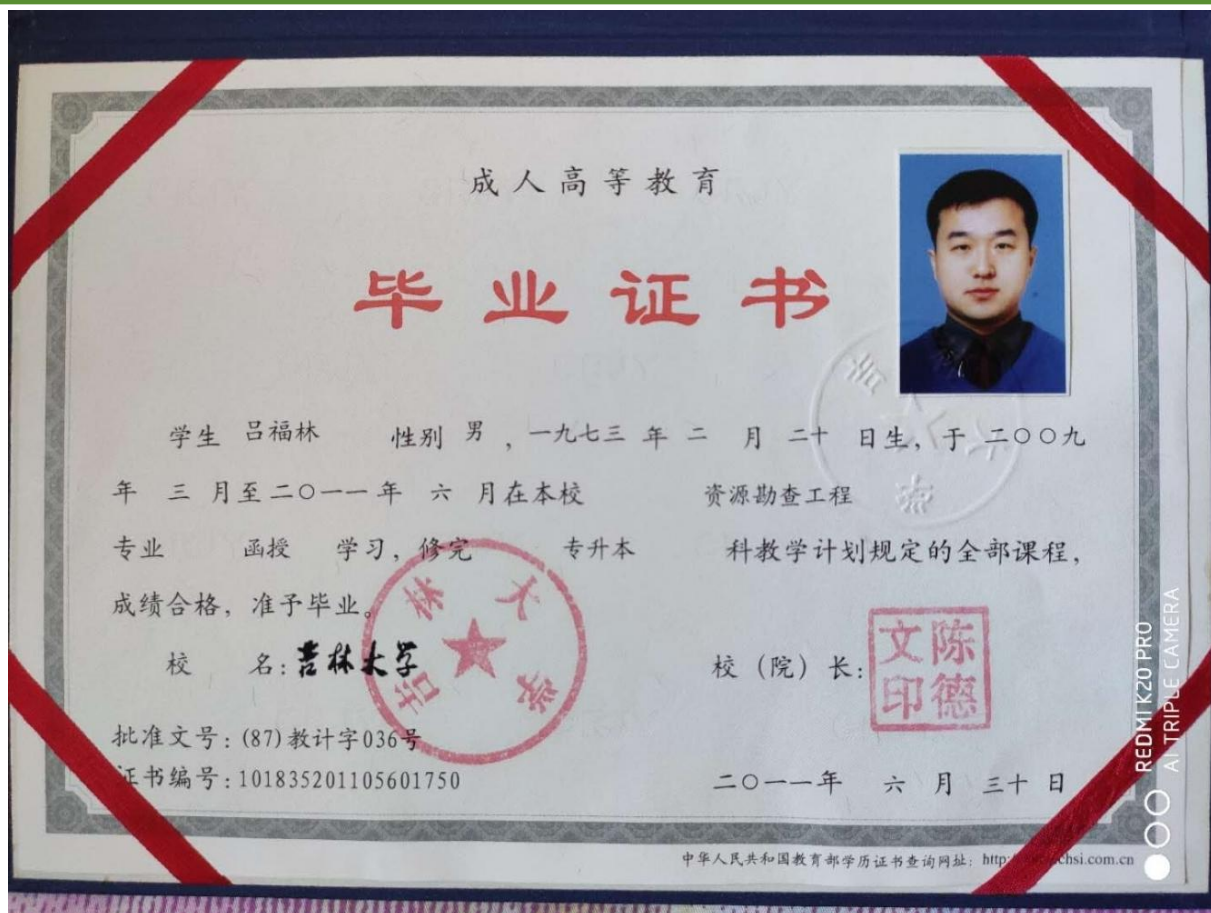 成人高等教育
毕业证书
学生 吕福林 性别 男 ，一九七三 年 二 月 二十 日生，于 二○○九
年 三 月至二○一一年 六 月在本校 资源勘查工程
专业 函授 学习，修完 专升本 科教学计划规定的全部课程，
成绩合格，准予毕业。
校 名：吉林大学
校（院）长：
陈德文印
吉林大学
批准文号：(87)教计字036号
证书编号：101835201105601750
二○一一年 六 月 三十 日
中华人民共和国教育部学历证书查询网址：http: chsi.com.cn
REDMI K20 PRO
AI TRIPLE CAMERA